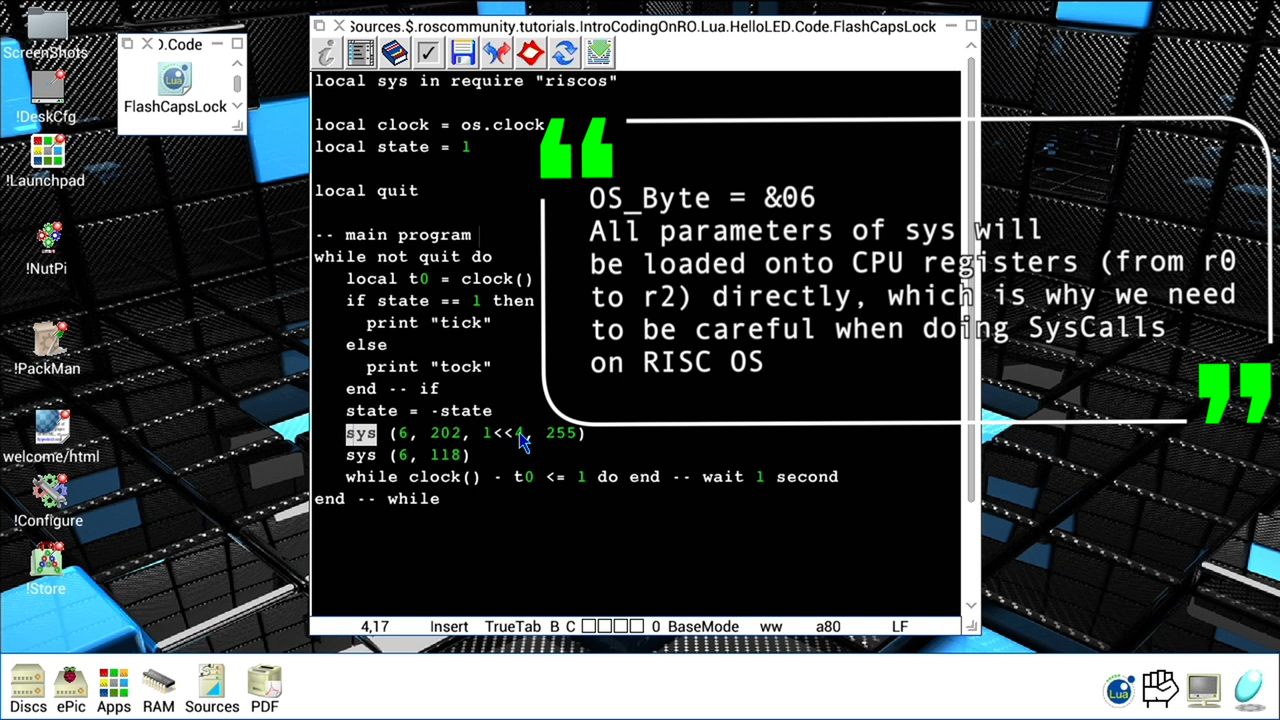 ScreenShots
!DeskCfg
!Launchpad
!NutPi
!PackMan
welcome/html
!Configure
!Store
.Code
FlashCapsLock
Sources.$.roscommunity.tutorials.IntroCodingOnRO.Lua.HelloLED.Code.FlashCapsLock
local sys in require "riscos"
local clock = os.clock
local state = 1
local quit
-- main program
while not quit do
local t0 = clock()
if state == 1 then
print "tick"
else
print "tock"
end -- if
state = -state
sys (6, 202, 1<<4, 255)
sys (6, 118)
while clock() - t0 <= 1 do end -- wait 1 second
end -- while
OS_Byte = &06
All parameters of sys will
be loaded onto CPU registers (from r0
to r2) directly, which is why we need
to be careful when doing SysCalls
on RISC OS
4,17 Insert TrueTab B C 0 BaseMode ww a80 LF
Discs ePic Apps RAM Sources PDF
Lua